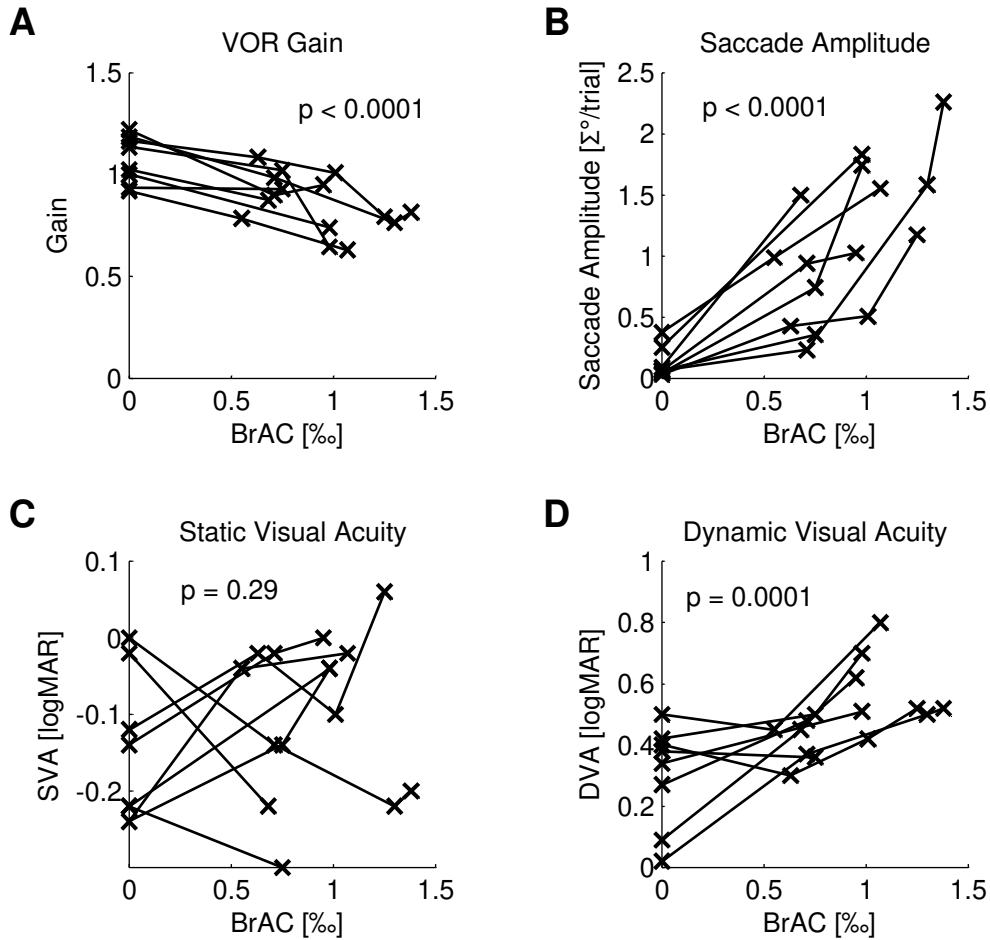 A
VOR Gain
p < 0.0001
Gain
1.5
1
0.5
0
0
0.5
1
1.5
BrAC [‰]
B
Saccade Amplitude
p < 0.0001
Saccade Amplitude [Σ°/trial]
2.5
2
1.5
1
0.5
0
0
0.5
1
1.5
BrAC [‰]
C
Static Visual Acuity
p = 0.29
SVA [logMAR]
0.1
0
-0.1
-0.2
0
0.5
1
1.5
BrAC [‰]
D
Dynamic Visual Acuity
p = 0.0001
DVA [logMAR]
1
0.8
0.6
0.4
0.2
0
0
0.5
1
1.5
BrAC [‰]